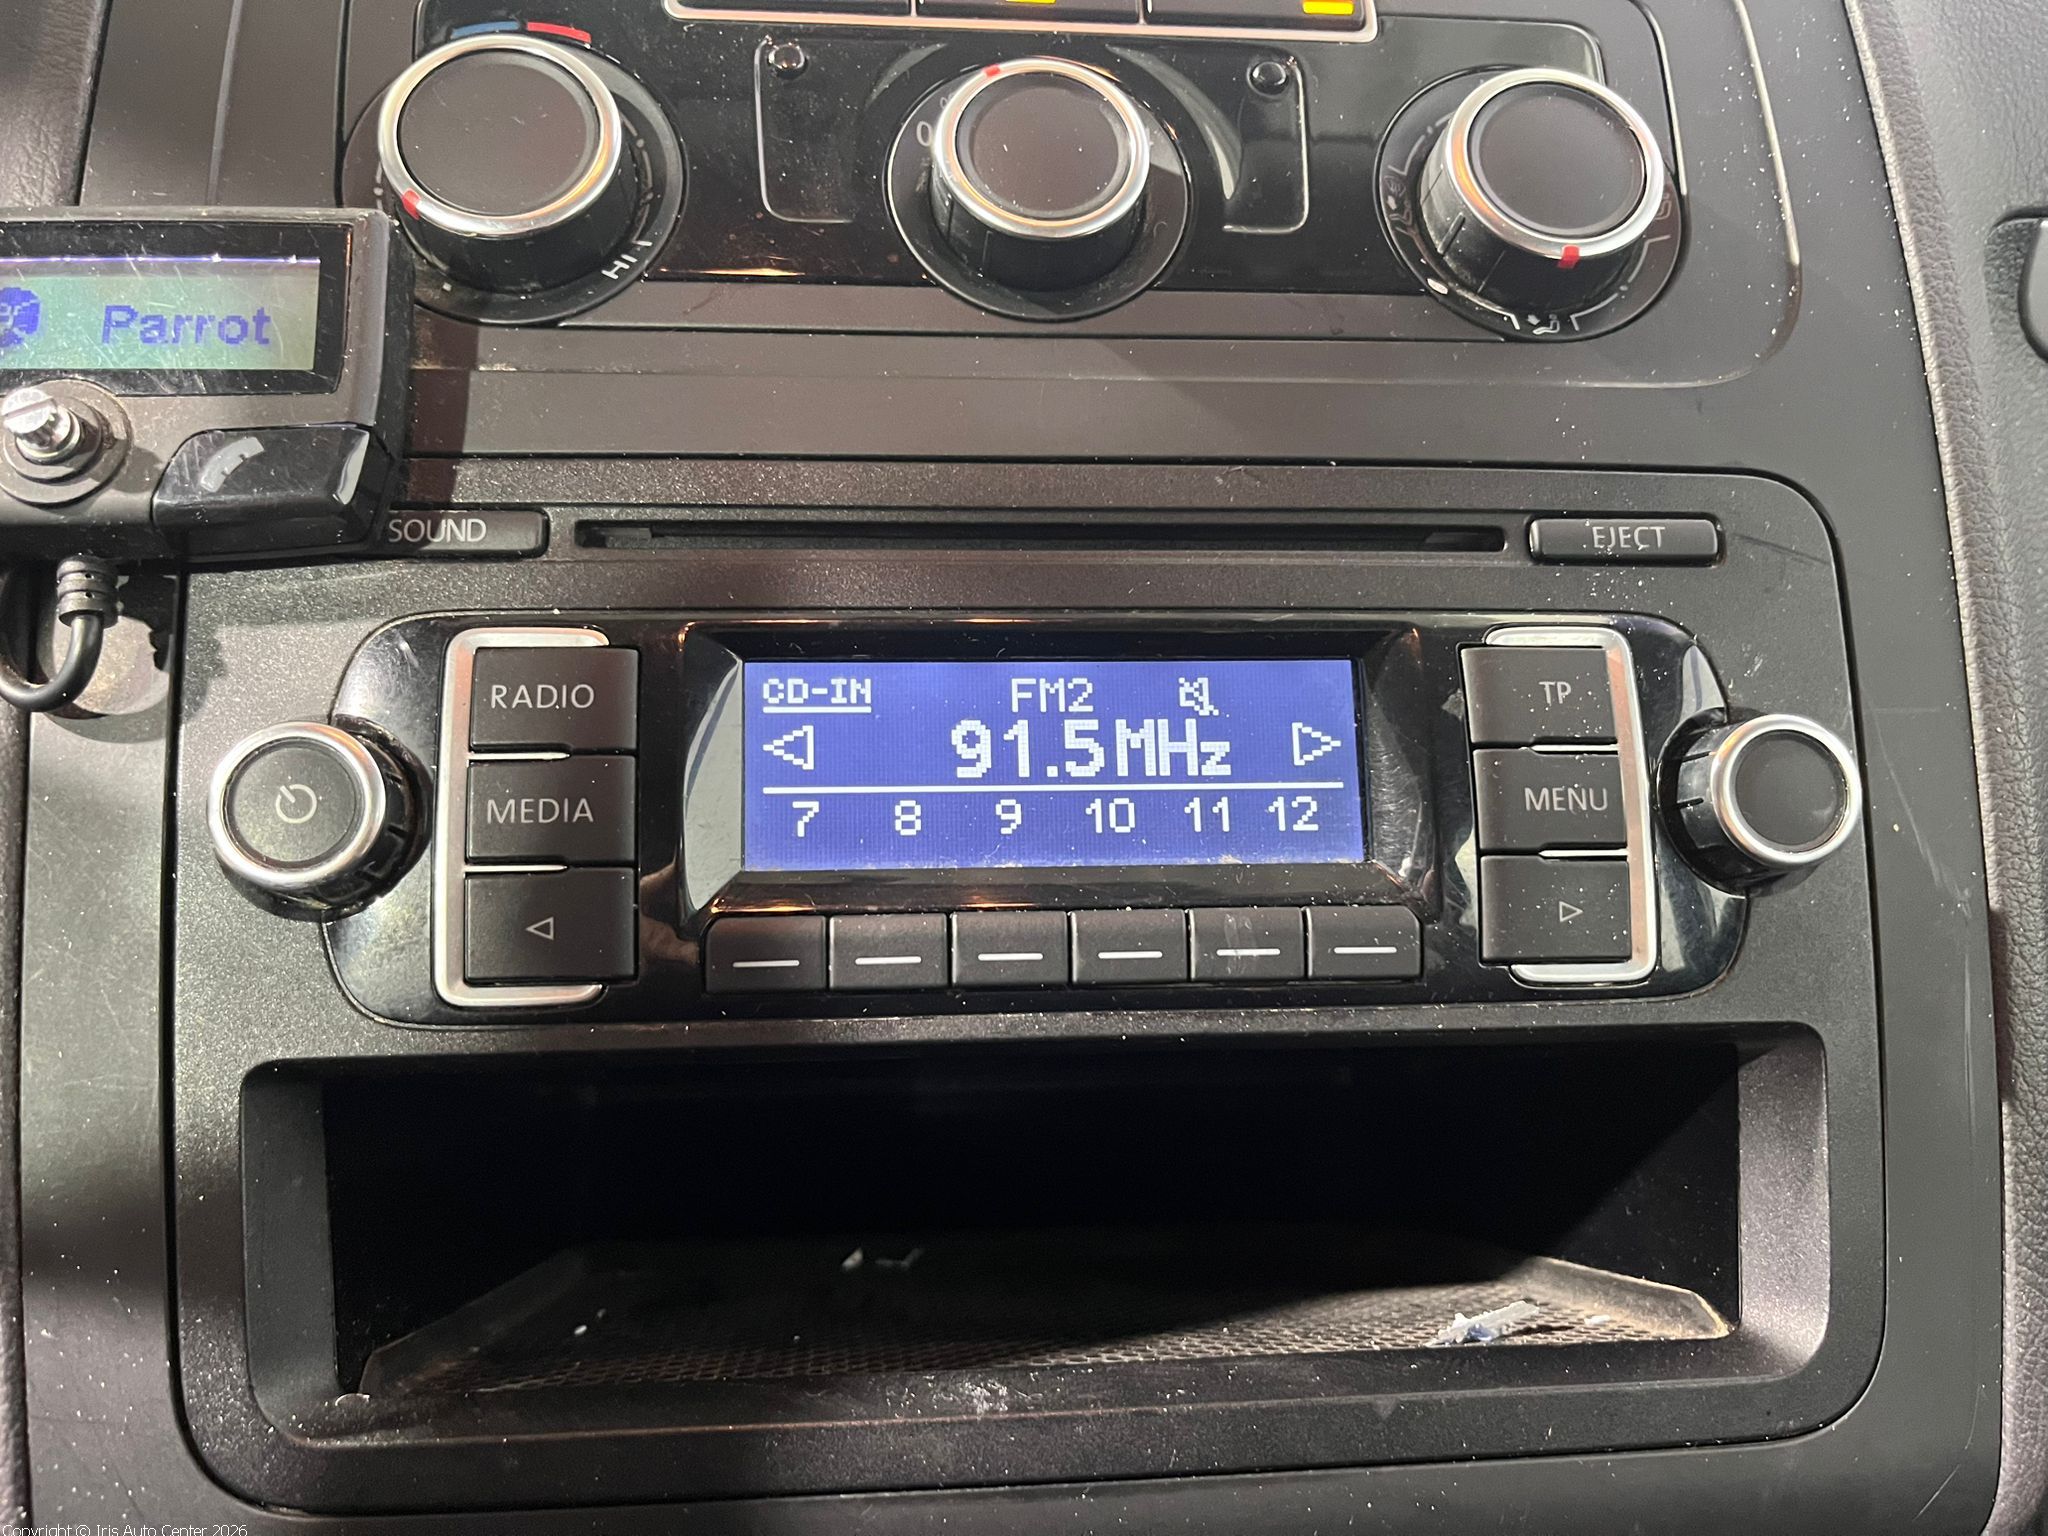 HI
Parrot
SOUND
EJECT
RADIO
MEDIA
CD-IN
FM2
91.5MHz
7 8 9 10 11 12
TP
MENU
Copyright © Iris Auto Center 2026